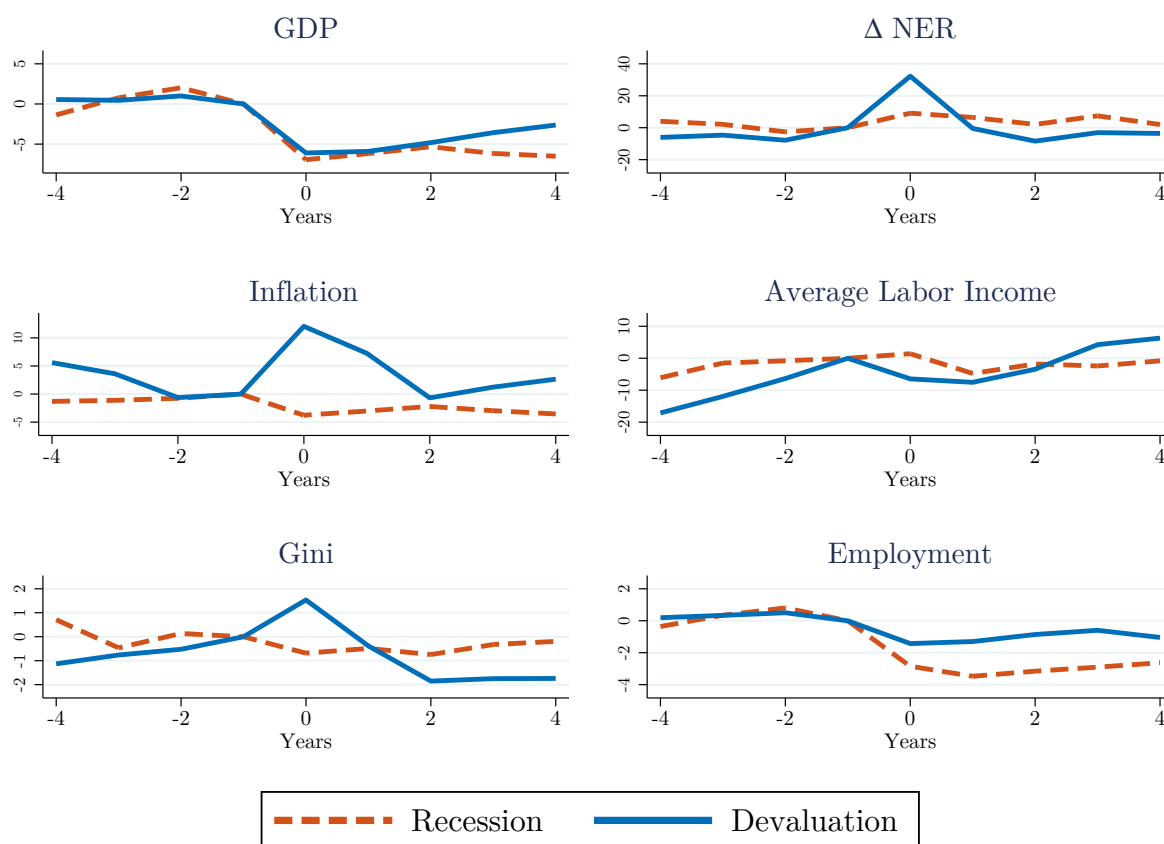 GDP
5
0
-5
-4 -2 0 2 4
Years
Δ NER
40
20
0
-20
-4 -2 0 2 4
Years
Inflation
10
5
0
-5
-4 -2 0 2 4
Years
Average Labor Income
10
0
-10
-20
-4 -2 0 2 4
Years
Gini
2
1
0
-1
-2
-4 -2 0 2 4
Years
Employment
2
0
-2
-4
-4 -2 0 2 4
Years
Recession Devaluation